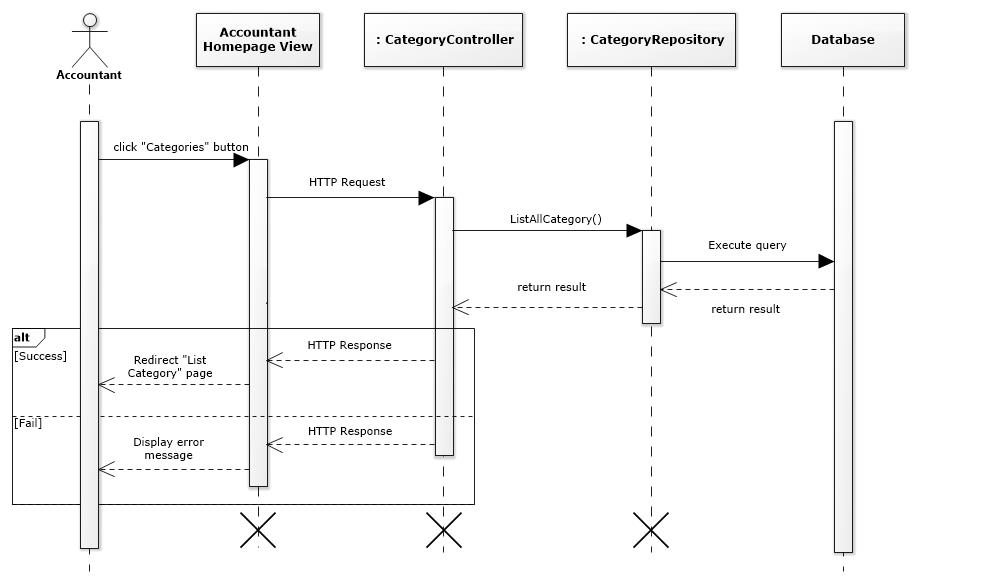 Accountant
Accountant
Homepage View
: CategoryController
: CategoryRepository
Database
click "Categories" button
HTTP Request
ListAllCategory()
Execute query
return result
return result
alt
[Success]
HTTP Response
Redirect "List
Category" page
[Fail]
HTTP Response
Display error
message